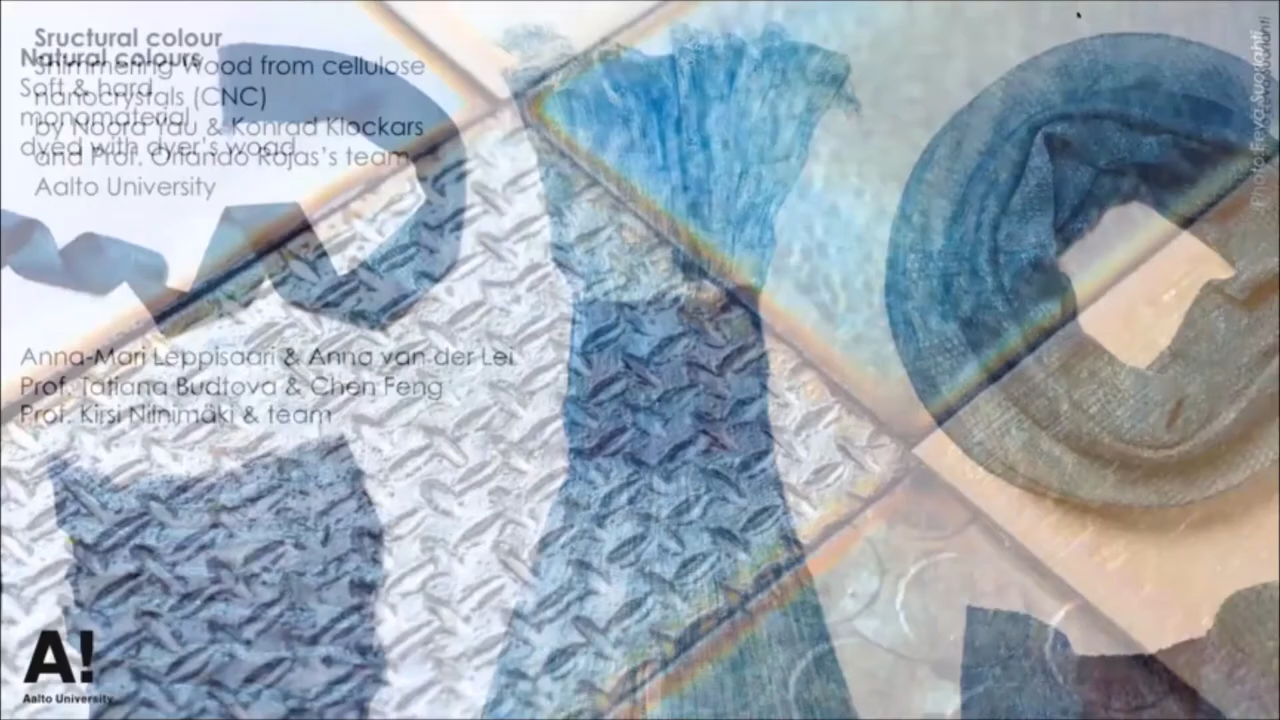 Sructural colour
Shimmering Wood from cellulose
nanocrystals (CNC)
by Noora Yau & Konrad Klockars
and Prof. Orlando Rojas's team
Aalto University
Natural colours
Soft & hard
monomaterial
dyed with dyer's woad
Anna-Mari Leppisaari & Anna van der Lei
Prof. Tatiana Budtova & Chen Feng
Prof. Kirsi Niinimäki & team
A!
Aalto University
Photo: Eeva Suorlahti